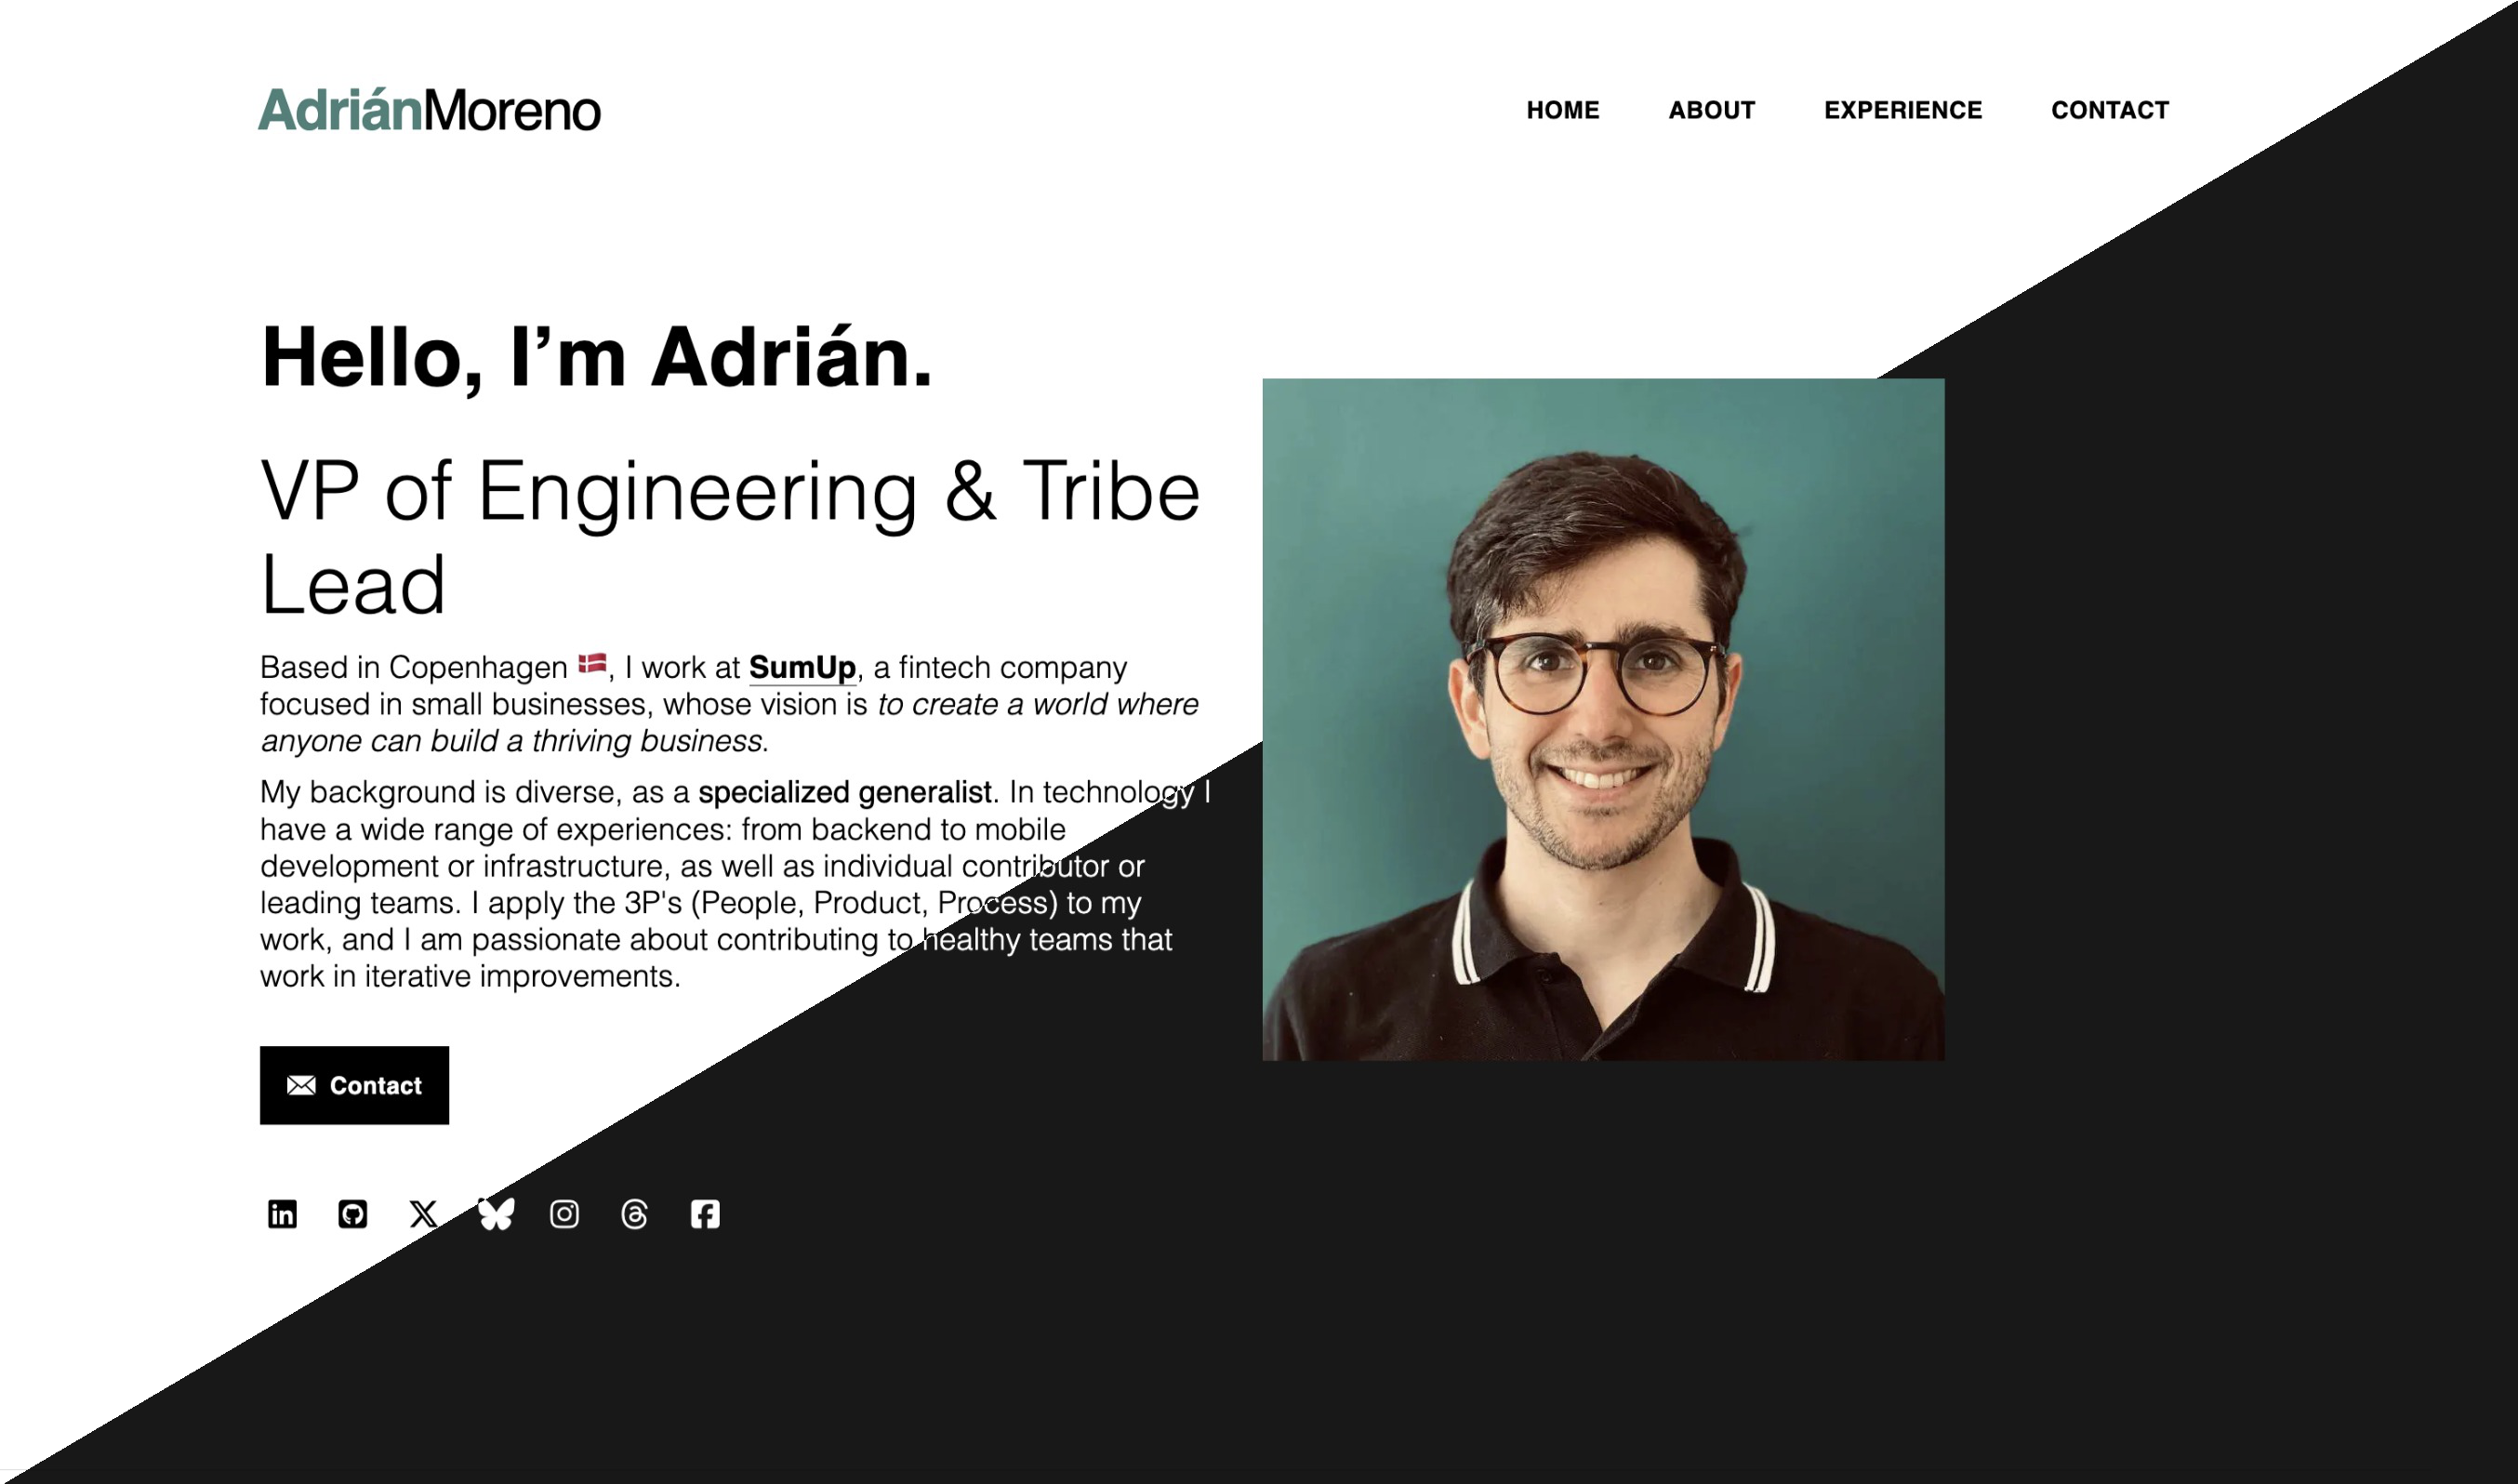 AdriánMoreno
HOME ABOUT EXPERIENCE CONTACT
Hello, I’m Adrián.
VP of Engineering & Tribe
Lead
Based in Copenhagen 🇩🇰, I work at SumUp, a fintech company
focused in small businesses, whose vision is to create a world where
anyone can build a thriving business.
My background is diverse, as a specialized generalist. In technology I
have a wide range of experiences: from backend to mobile
development or infrastructure, as well as individual contributor or
leading teams. I apply the 3P's (People, Product, Process) to my
work, and I am passionate about contributing to healthy teams that
work in iterative improvements.
Contact